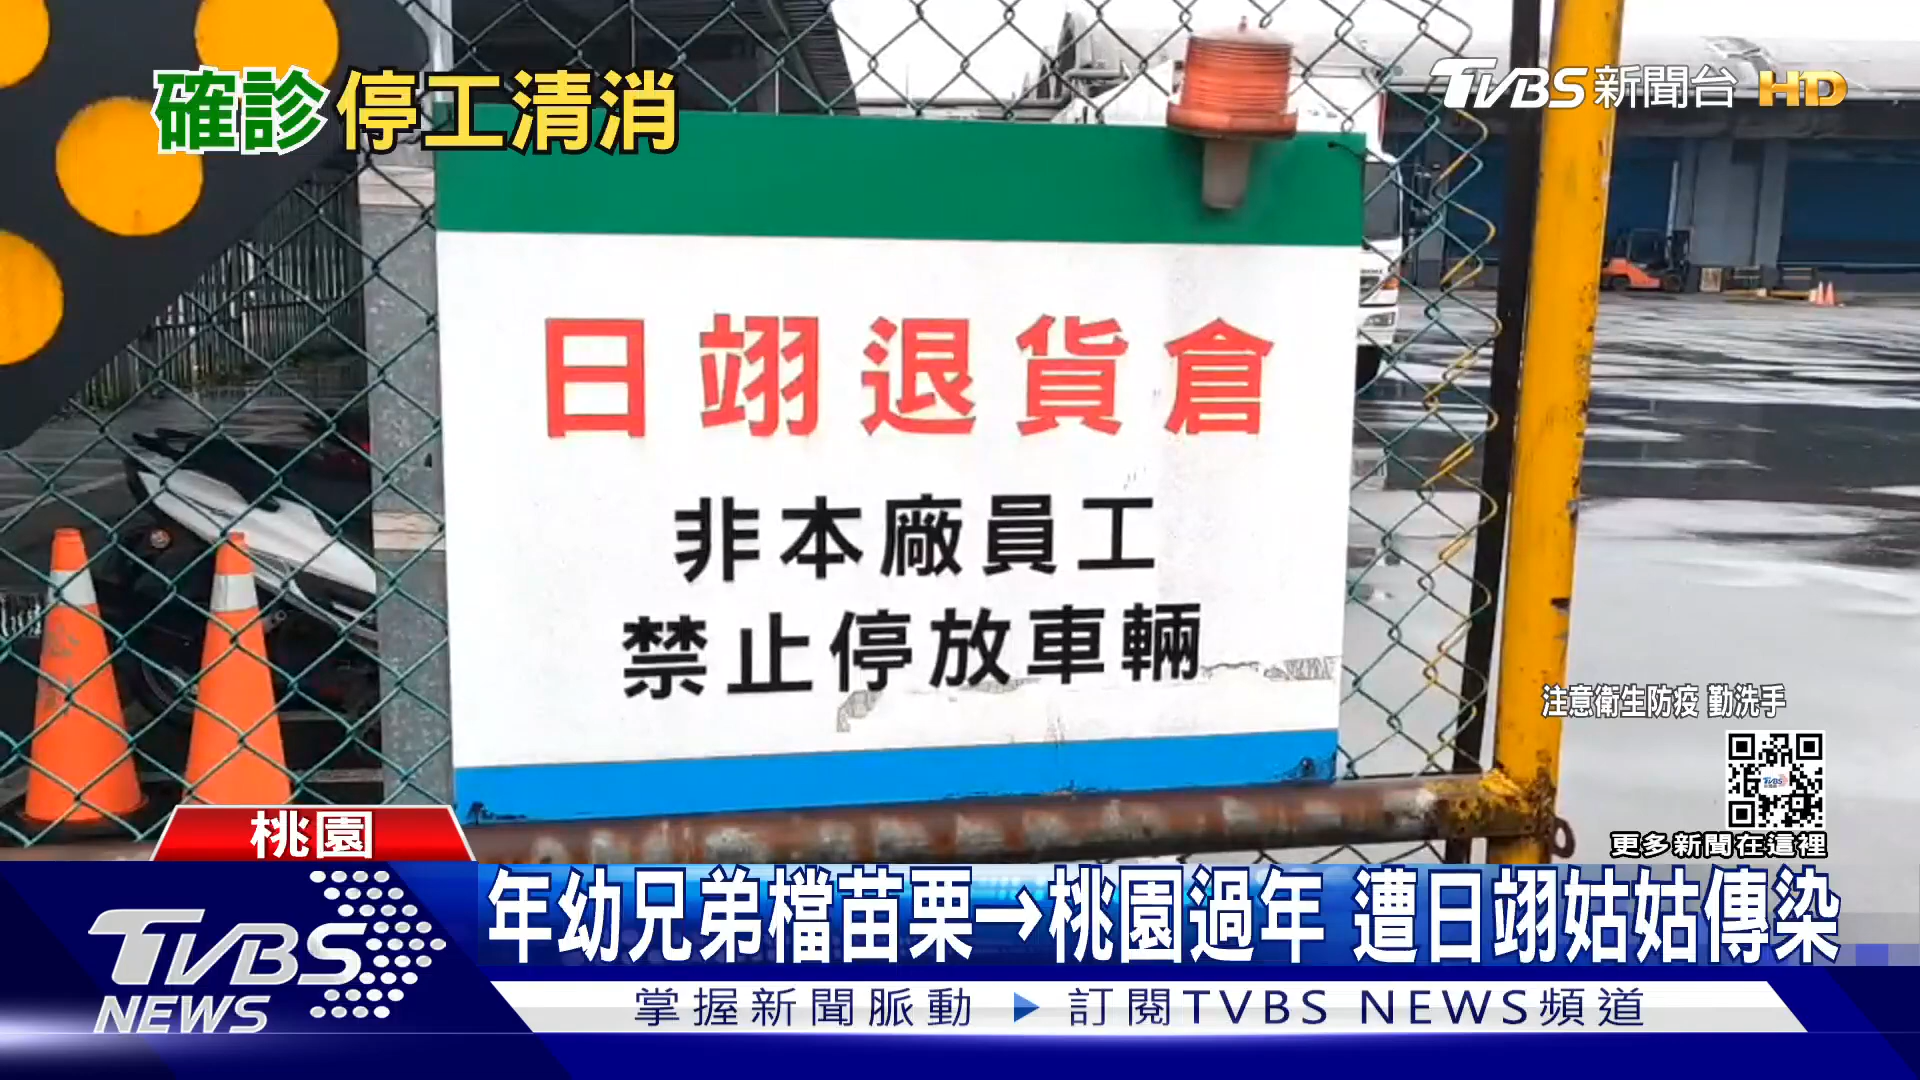 確診 停工清消
TVBS新聞台 HD
日翊退貨倉
非本廠員工
禁止停放車輛
注意衛生防疫 勤洗手
TVBS
更多新聞在這裡
桃園
年幼兄弟檔苗栗→桃園過年 遭日翊姑姑傳染
TVBS NEWS
掌握新聞脈動 ▶ 訂閱TVBS NEWS頻道